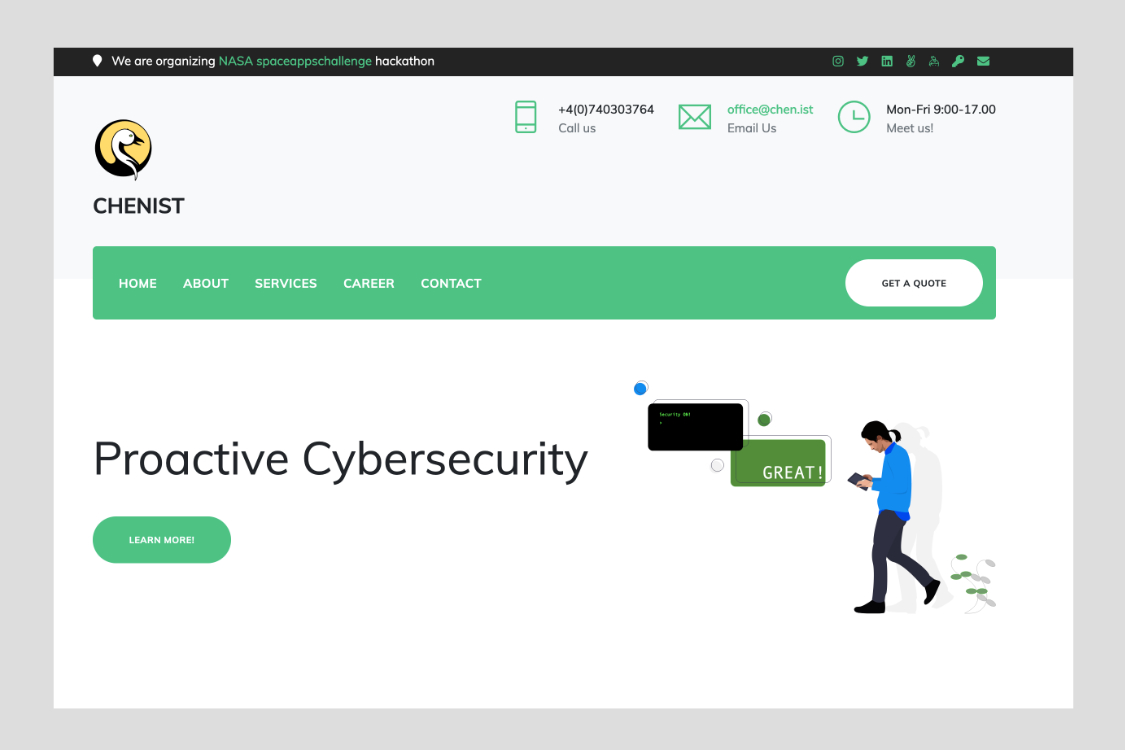 We are organizing NASA spaceappschallenge hackathon
+4(0)740303764
Call us
office@chen.ist
Email Us
Mon-Fri 9:00-17.00
Meet us!
CHENIST
HOME ABOUT SERVICES CAREER CONTACT GET A QUOTE
Security OK!
>
GREAT!
Proactive Cybersecurity
LEARN MORE!